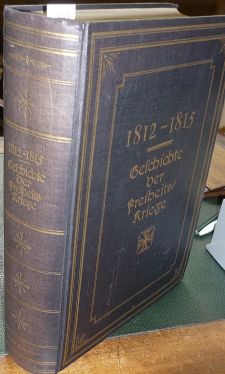 1812-1815
Geschichte
der
Freiheits-
Kriege
1812-1815
Geschichte
der
Freiheits-
Kriege